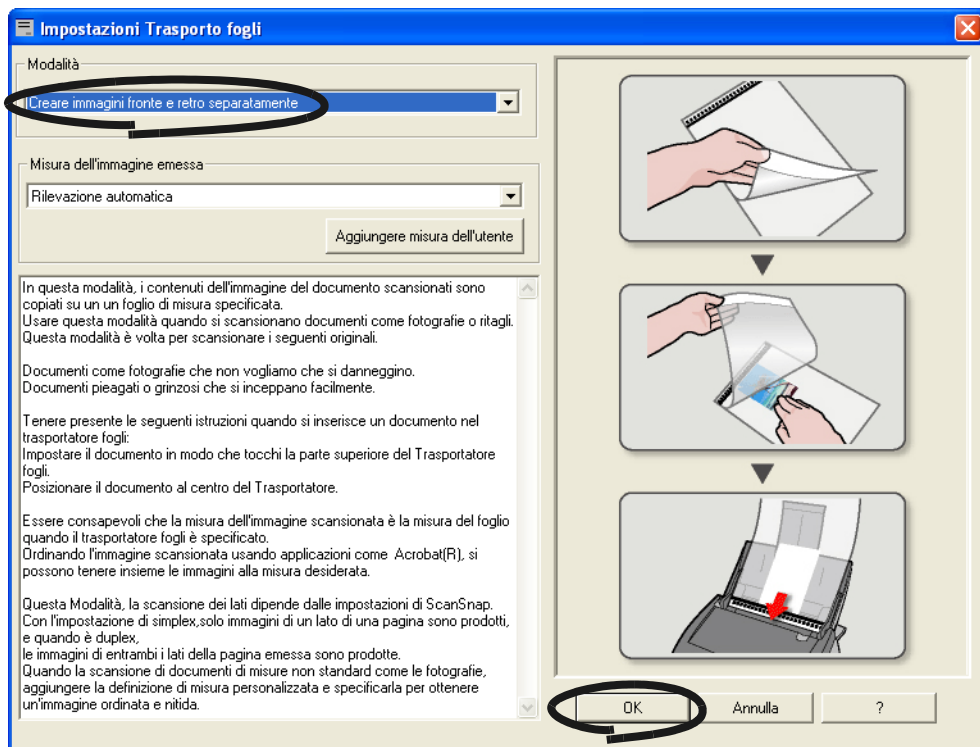 Impostazioni Trasporto fogli
Modalità
Creare immagini fronte e retro separatamente
Misura dell'immagine emessa
Rilevazione automatica
Aggiungere misura dell'utente
In questa modalità, i contenuti dell'immagine del documento scansionati sono
copiati su un un foglio di misura specificata.
Usare questa modalità quando si scansionano documenti come fotografie o ritagli.
Questa modalità è volta per scansionare i seguenti originali.
Documenti come fotografie che non vogliamo che si danneggino.
Documenti pieagati o grinzosi che si inceppano facilmente.
Tenere presente le seguenti istruzioni quando si inserisce un documento nel
trasportatore fogli:
Impostare il documento in modo che tocchi la parte superiore del Trasportatore
fogli.
Posizionare il documento al centro del Trasportatore.
Essere consapevoli che la misura dell'immagine scansionata è la misura del foglio
quando il trasportatore fogli è specificato.
Ordinando l'immagine scansionata usando applicazioni come  Acrobat(R), si
possono tenere insieme le immagini alla misura desiderata.
Questa Modalità, la scansione dei lati dipende dalle impostazioni di ScanSnap.
Con l'impostazione di simplex,solo immagini di un lato di una pagina sono prodotti,
e quando è duplex,
le immagini di entrambi i lati della pagina emessa sono prodotte.
Quando la scansione di documenti di misure non standard come le fotografie,
aggiungere la definizione di misura personalizzata e specificarla per ottenere
un'immagine ordinata e nitida.
OK
Annulla
?